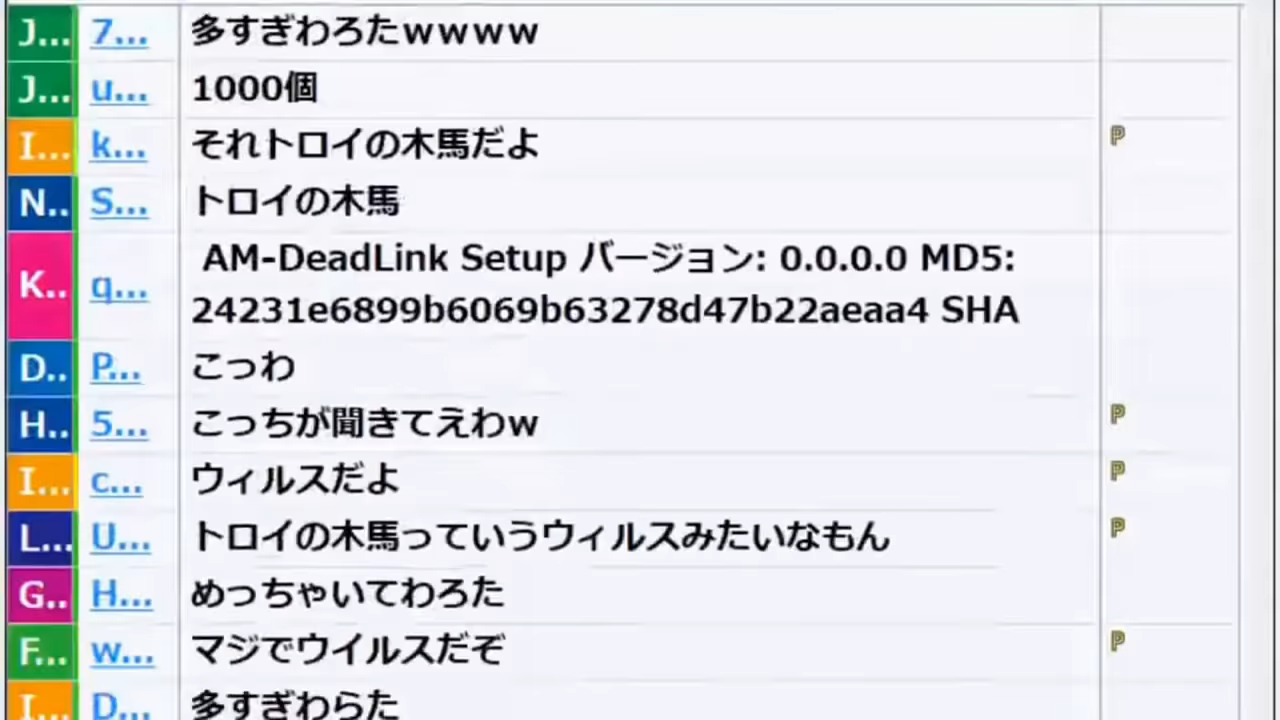 J... 7... 多すぎわろたｗｗｗｗ
J... u... 1000個
I... k... それトロイの木馬だよ P
N.. S... トロイの木馬
K.. q... AM-DeadLink Setup バージョン: 0.0.0.0 MD5:
24231e6899b6069b63278d47b22aeaa4 SHA
D.. P... こっわ
H.. 5... こっちが聞きてえわw P
I... c... ウィルスだよ P
L... U... トロイの木馬っていうウィルスみたいなもん P
G.. H... めっちゃいてわろた
F... w... マジでウイルスだぞ P
I... D... 多すぎわらた